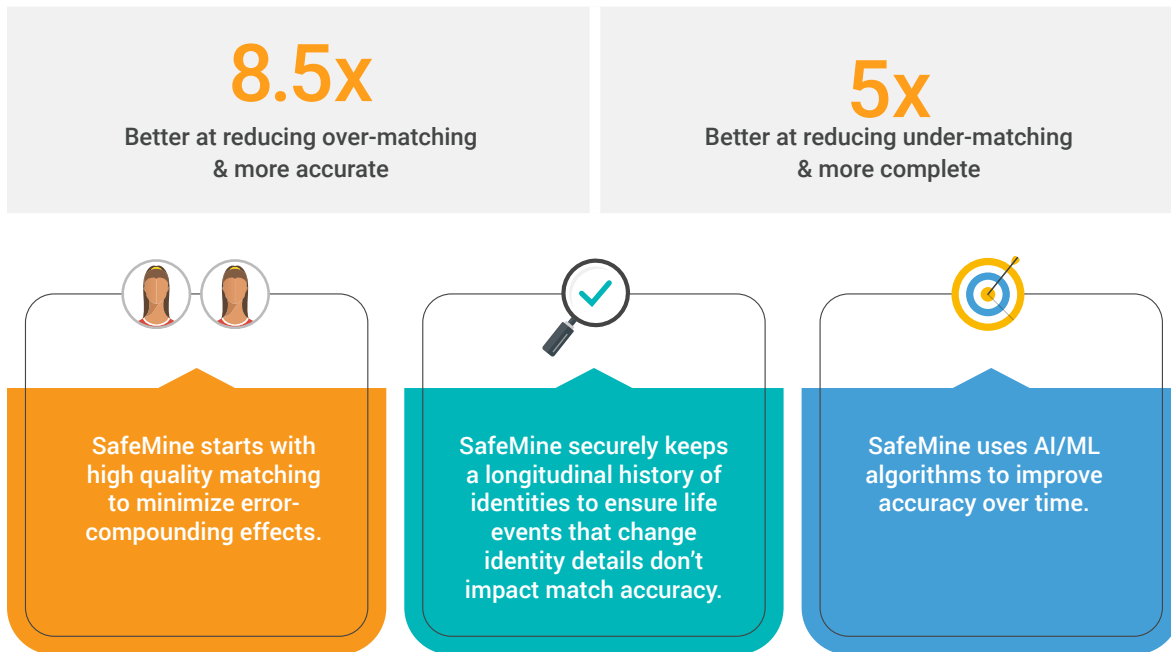 8.5x
Better at reducing over-matching
& more accurate
5x
Better at reducing under-matching
& more complete
SafeMine starts with
high quality matching
to minimize error-
compounding effects.
SafeMine securely keeps
a longitudinal history of
identities to ensure life
events that change
identity details don’t
impact match accuracy.
SafeMine uses AI/ML
algorithms to improve
accuracy over time.